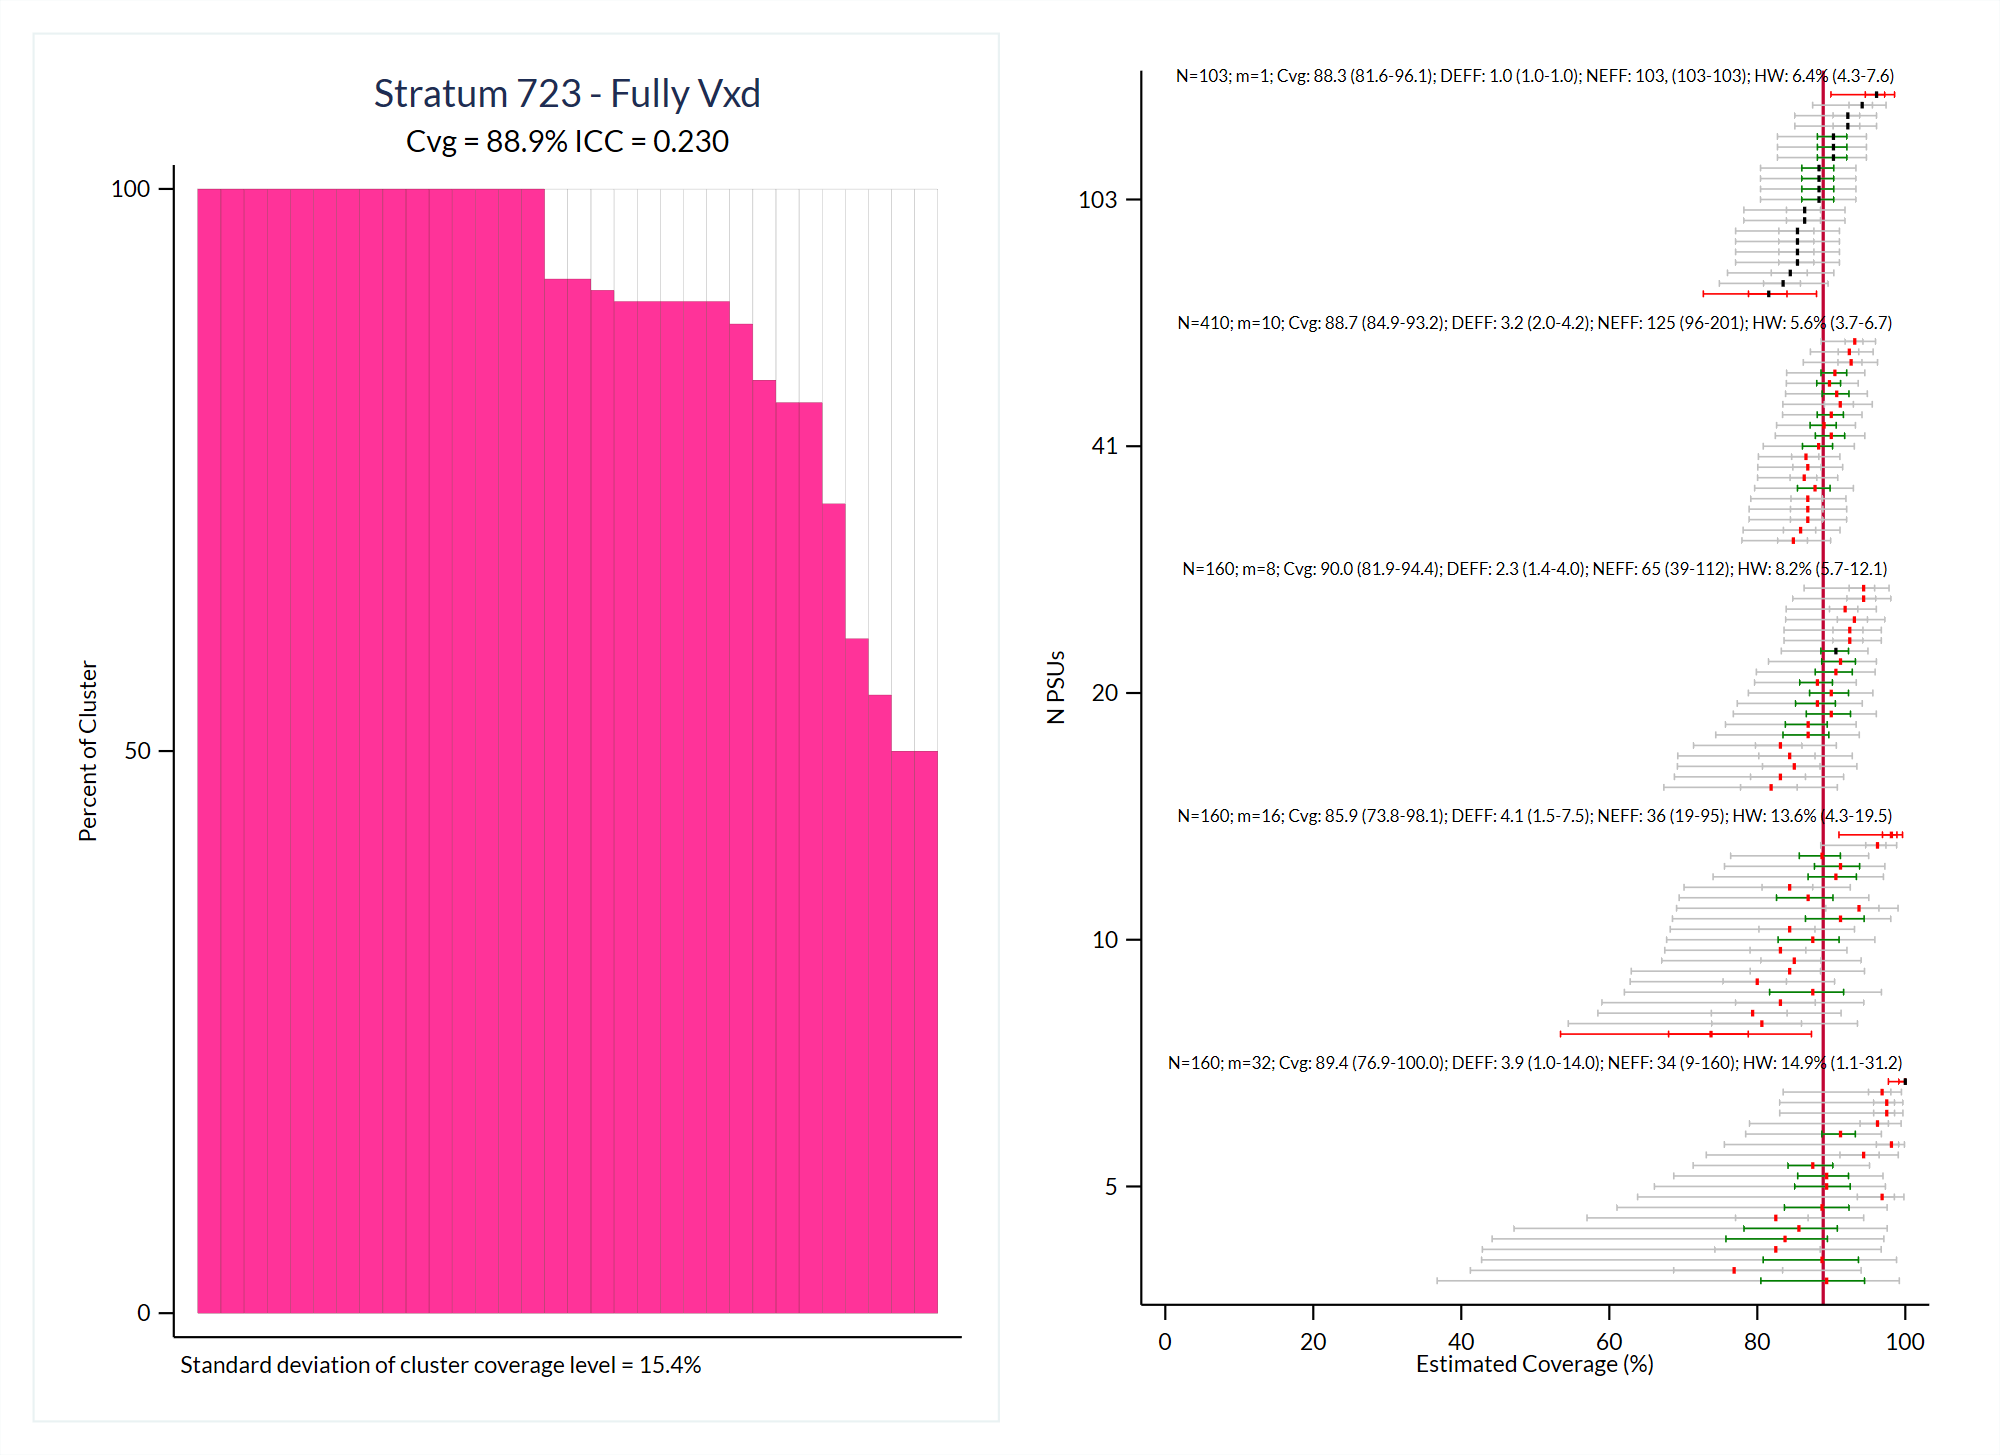 Stratum 723 - Fully Vxd
Cvg = 88.9% ICC = 0.230
100
50
0
Percent of Cluster
Standard deviation of cluster coverage level = 15.4%
N=103; m=1; Cvg: 88.3 (81.6-96.1); DEFF: 1.0 (1.0-1.0); NEFF: 103, (103-103); HW: 6.4% (4.3-7.6)
103
N=410; m=10; Cvg: 88.7 (84.9-93.2); DEFF: 3.2 (2.0-4.2); NEFF: 125 (96-201); HW: 5.6% (3.7-6.7)
41
N=160; m=8; Cvg: 90.0 (81.9-94.4); DEFF: 2.3 (1.4-4.0); NEFF: 65 (39-112); HW: 8.2% (5.7-12.1)
20
N=160; m=16; Cvg: 85.9 (73.8-98.1); DEFF: 4.1 (1.5-7.5); NEFF: 36 (19-95); HW: 13.6% (4.3-19.5)
10
N=160; m=32; Cvg: 89.4 (76.9-100.0); DEFF: 3.9 (1.0-14.0); NEFF: 34 (9-160); HW: 14.9% (1.1-31.2)
5
N PSUs
0 20 40 60 80 100
Estimated Coverage (%)